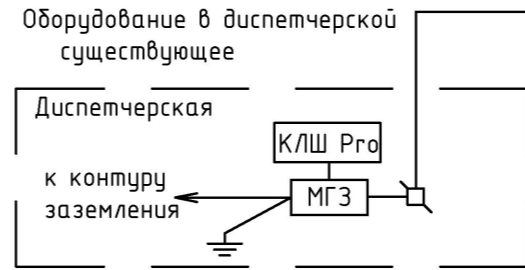 Оборудование в диспетчерской
существующее
Диспетчерская
КЛШ Pro
к контуру
заземления
МГЗ